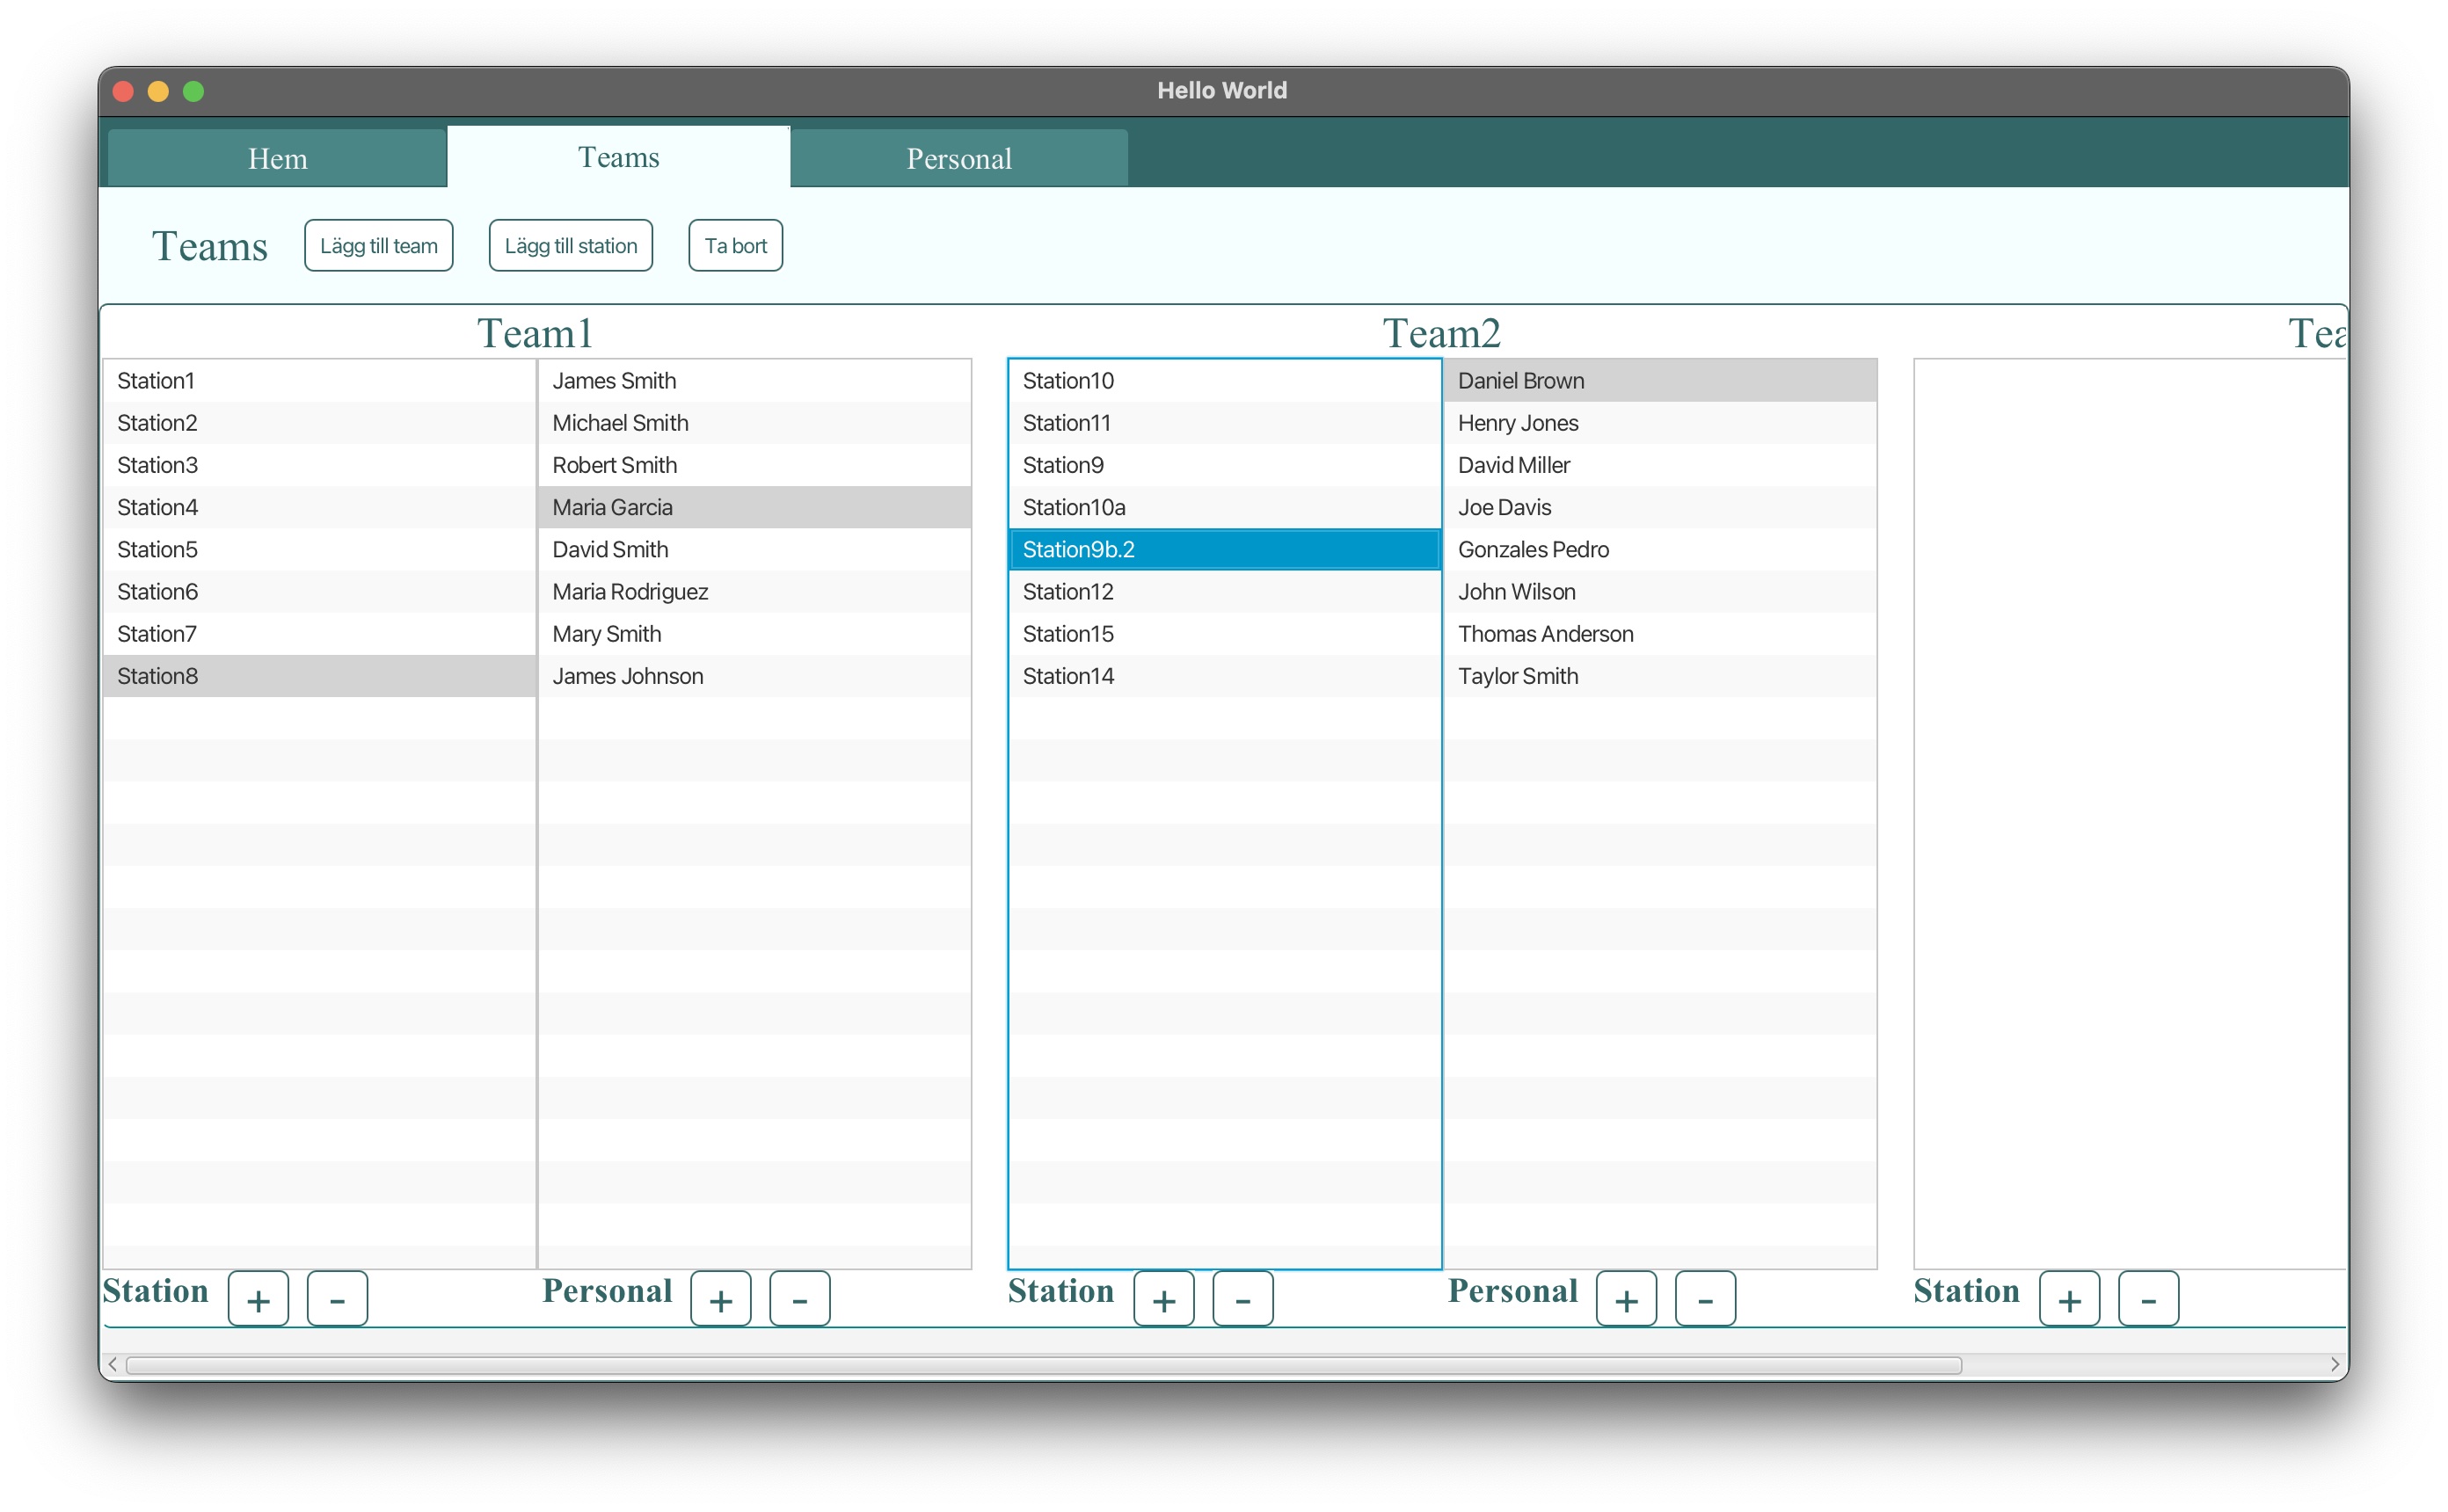 Hello World
Hem
Teams
Personal
Teams
Lägg till team
Lägg till station
Ta bort
Team1
Station1
Station2
Station3
Station4
Station5
Station6
Station7
Station8
James Smith
Michael Smith
Robert Smith
Maria Garcia
David Smith
Maria Rodriguez
Mary Smith
James Johnson
Station + -
Personal + -
Team2
Station10
Station11
Station9
Station10a
Station9b.2
Station12
Station15
Station14
Daniel Brown
Henry Jones
David Miller
Joe Davis
Gonzales Pedro
John Wilson
Thomas Anderson
Taylor Smith
Station + -
Personal + -
Station + -